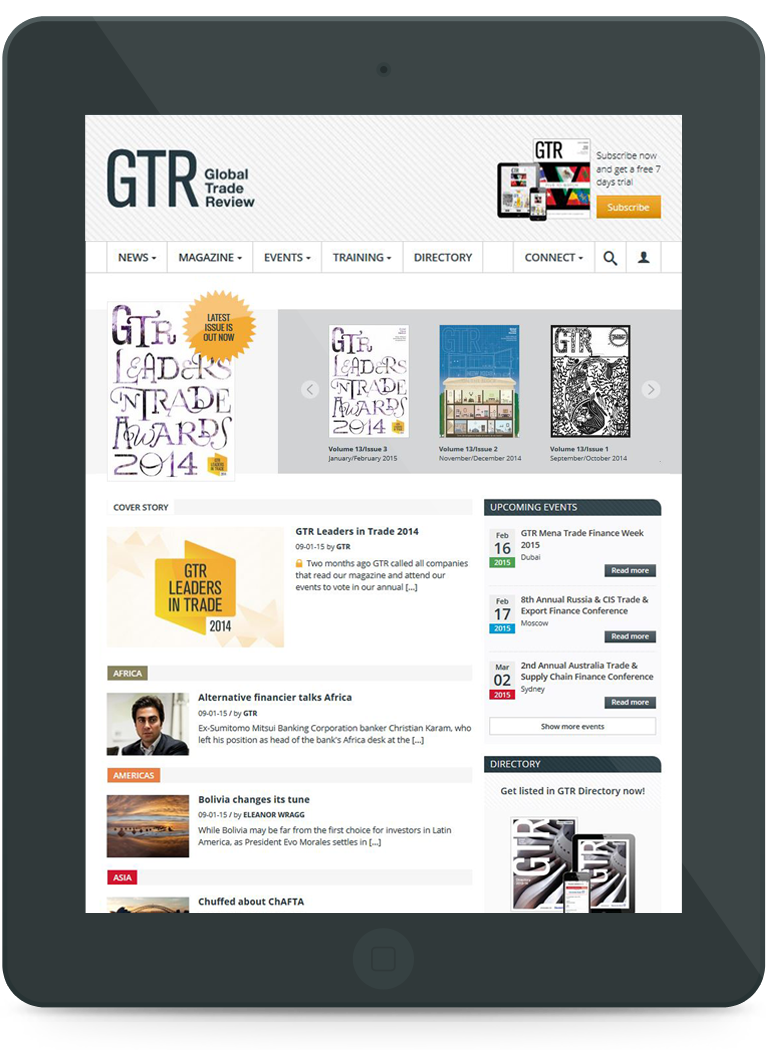 GTR Global
Trade
Review
GTR
Subscribe now
and get a free 7
days trial
Subscribe
NEWS MAGAZINE EVENTS TRAINING DIRECTORY CONNECT
LATEST
ISSUE IS
OUT NOW
GTR
LEADERS
IN TRADE
AWARDS
2014
GTR
LEADERS
IN TRADE
AWARDS
2014
GTR
GTR
Volume 13/Issue 3
January/February 2015
Volume 13/Issue 2
November/December 2014
Volume 13/Issue 1
September/October 2014
COVER STORY
GTR
LEADERS
IN TRADE
2014
GTR Leaders in Trade 2014
09-01-15 by GTR
Two months ago GTR called all companies
that read our magazine and attend our
events to vote in our annual [...]
AFRICA
Alternative financier talks Africa
09-01-15 / by GTR
Ex-Sumitomo Mitsui Banking Corporation banker Christian Karam, who
left his position as head of the bank's Africa desk at the [...]
AMERICAS
Bolivia changes its tune
09-01-15 / by ELEANOR WRAGG
While Bolivia may be far from the first choice for investors in Latin
America, as President Evo Morales settles in [...]
ASIA
Chuffed about ChAFTA
UPCOMING EVENTS
Feb
16
2015
GTR Mena Trade Finance Week
2015
Dubai
Read more
Feb
17
2015
8th Annual Russia & CIS Trade &
Export Finance Conference
Moscow
Read more
Mar
02
2015
2nd Annual Australia Trade &
Supply Chain Finance Conference
Sydney
Read more
Show more events
DIRECTORY
Get listed in GTR Directory now!
GTR
GTR